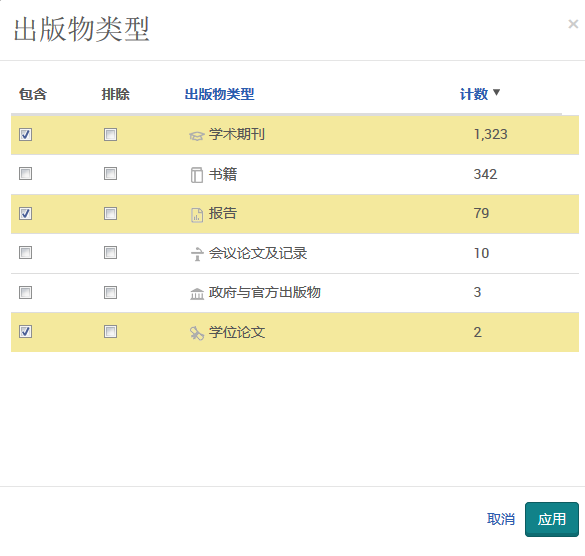 出版物类型
×
包含 排除 出版物类型 计数 ▼
学术期刊 1,323
书籍 342
报告 79
会议论文及记录 10
政府与官方出版物 3
学位论文 2
取消 应用